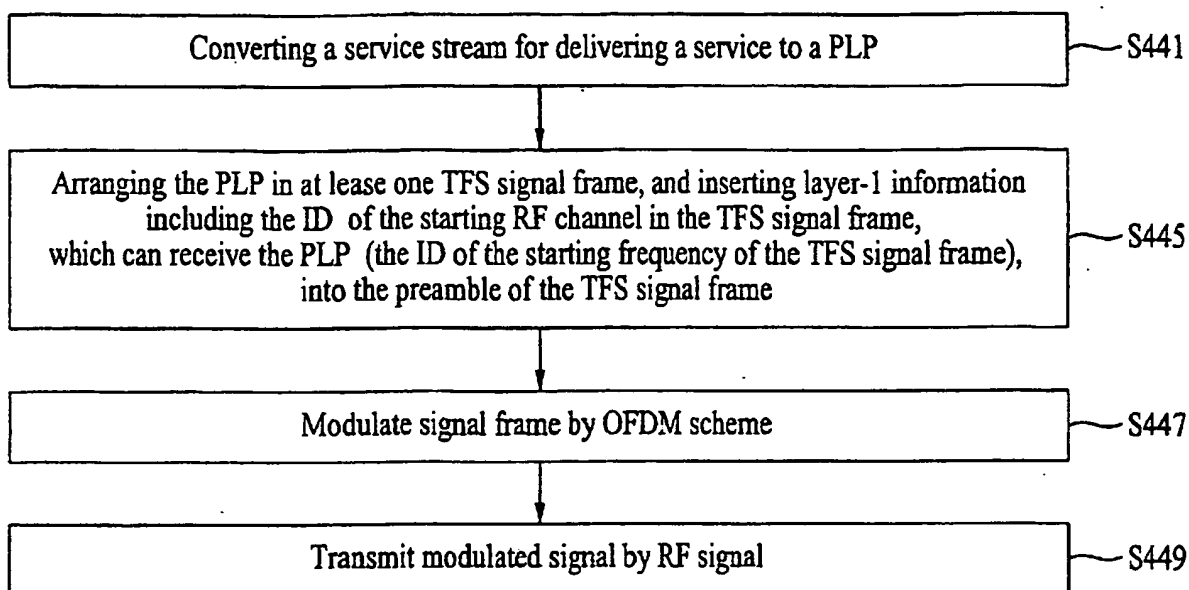 Converting a service stream for delivering a service to a PLP
S441
Arranging the PLP in at lease one TFS signal frame, and inserting layer-1 information
including the ID of the starting RF channel in the TFS signal frame,
which can receive the PLP (the ID of the starting frequency of the TFS signal frame),
into the preamble of the TFS signal frame
S445
Modulate signal frame by OFDM scheme
S447
Transmit modulated signal by RF signal
S449